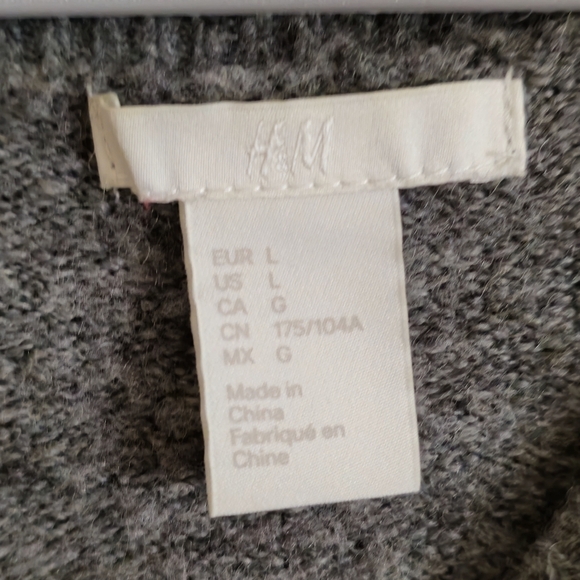 H&M
EUR L
US L
CA G
CN 175/104A
MX G
Made in
China
Fabriqué en
Chine